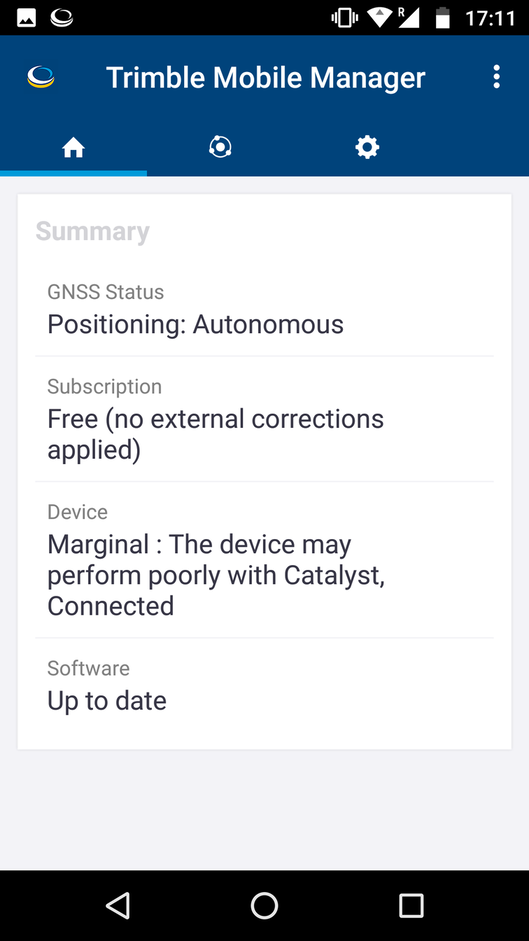 R
17:11
Trimble Mobile Manager
Summary
GNSS Status
Positioning: Autonomous
Subscription
Free (no external corrections
applied)
Device
Marginal : The device may
perform poorly with Catalyst,
Connected
Software
Up to date